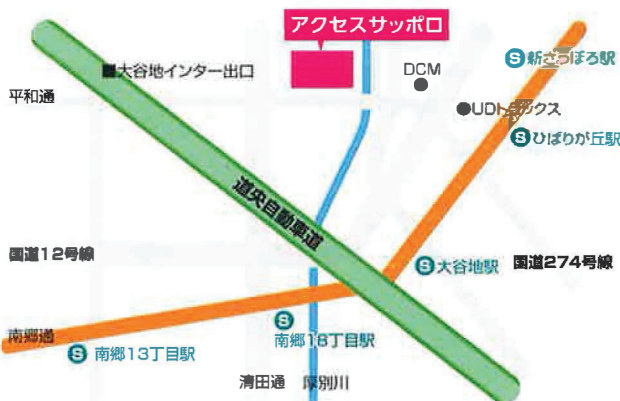 アクセスサッポロ
S新さっぽろ駅
■大谷地インター出口
DCM
平和通
●UDトラックス
Sひばりが丘駅
道央自動車道
国道12号線
S大谷地駅
国道274号線
S
南郷18丁目駅
南郷通
S 南郷13丁目駅
清田通
厚別川